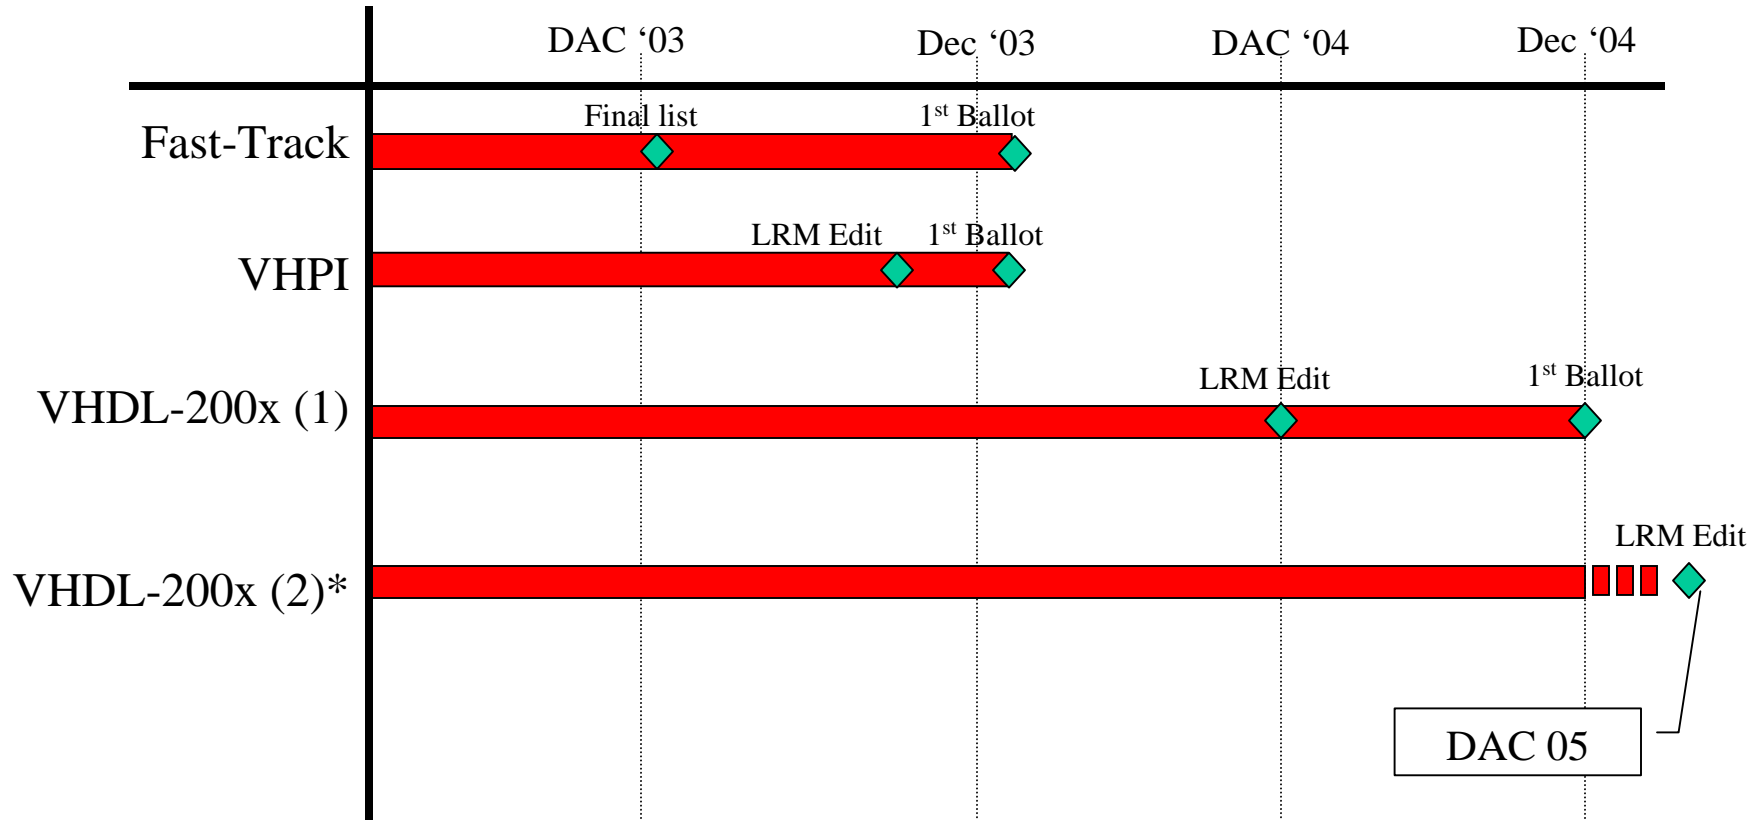 DAC ‘03
Dec ‘03
DAC ‘04
Dec ‘04
Final list
1st Ballot
Fast-Track
LRM Edit
1st Ballot
VHPI
LRM Edit
1st Ballot
VHDL-200x (1)
LRM Edit
VHDL-200x (2)*
DAC 05